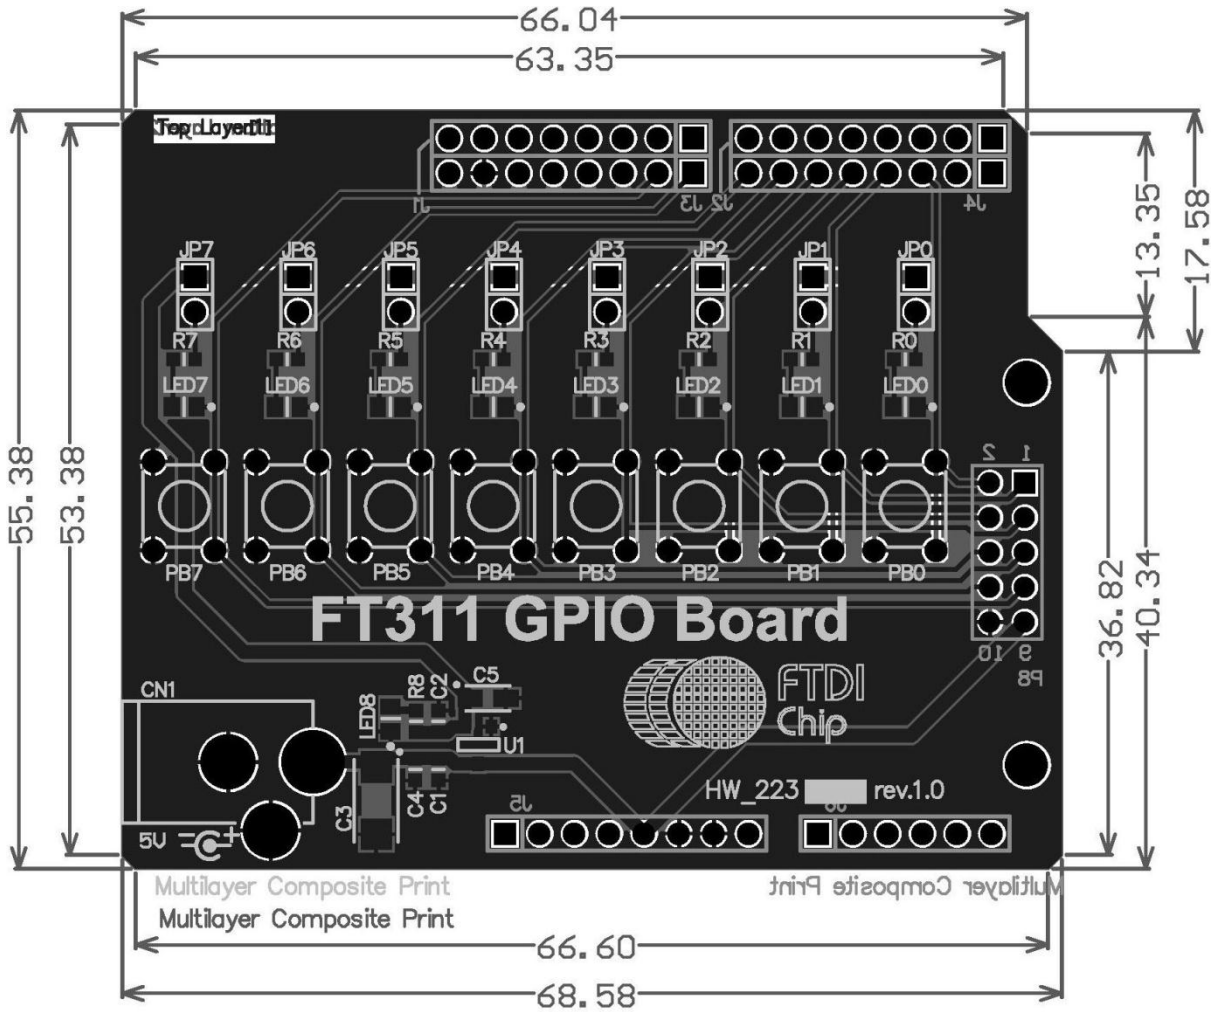 66.04
63.35
Top Layer
J1
J3
J2
J4
17.58
13.35
JP7 JP6 JP5 JP4 JP3 JP2 JP1 JP0
R7 R6 R5 R4 R3 R2 R1 R0
LED7 LED6 LED5 LED4 LED3 LED2 LED1 LED0
55.38
53.38
2 1
PB7 PB6 PB5 PB4 PB3 PB2 PB1 PB0
36.82
40.34
FT311 GPIO Board
10 9
P8
CN1
LED8
R8
C2
C5
FTDI
Chip
U1
C3
C4
C1
HW_223 rev.1.0
J5
5V
+
Multilayer Composite Print
Multilayer Composite Print
Multilayer Composite Print
66.60
68.58